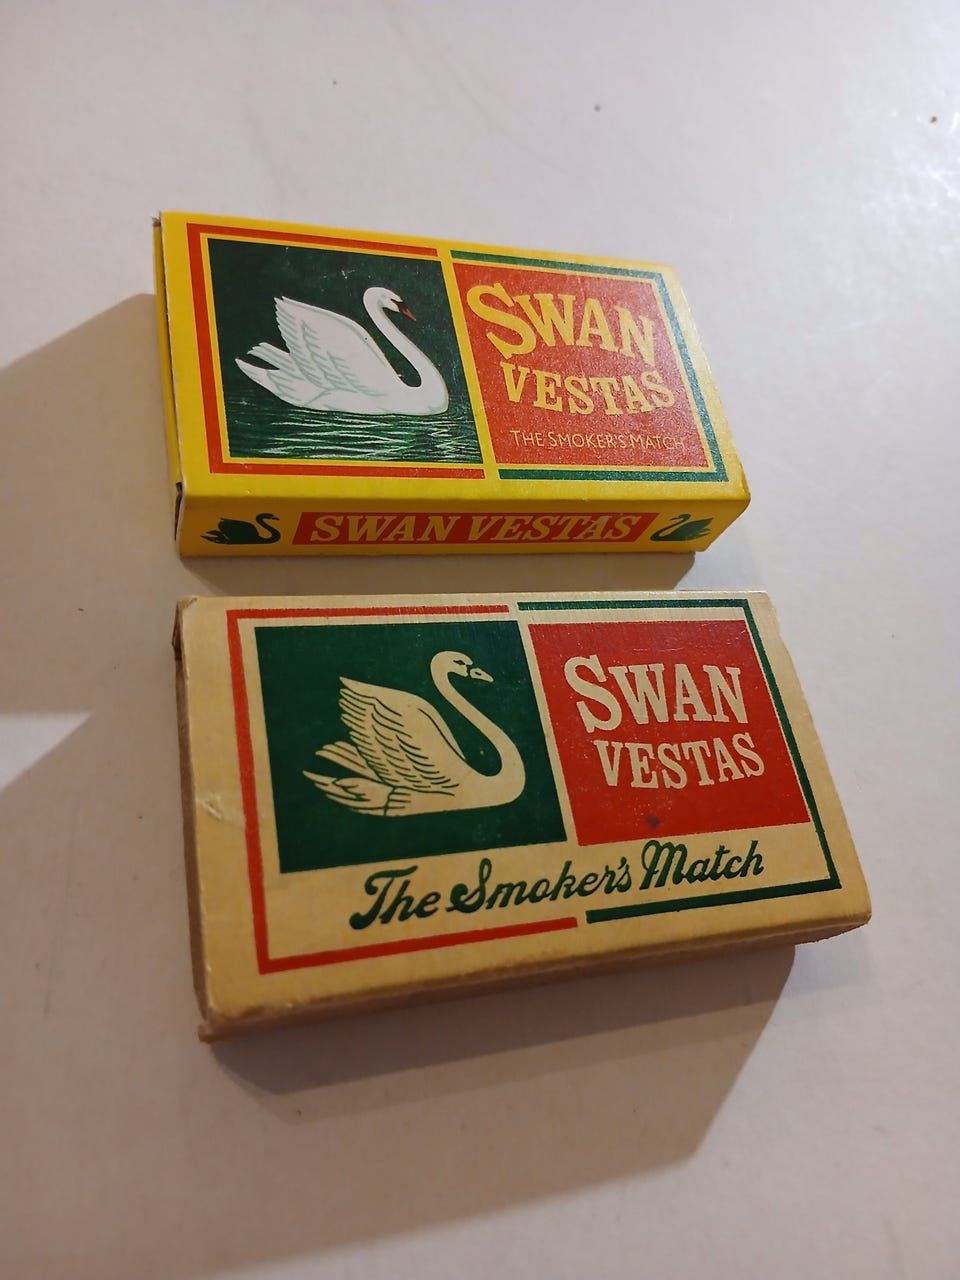 SWAN
VESTAS
THE SMOKER'S MATCH
SWAN VESTAS
SWAN
VESTAS
The Smoker's Match